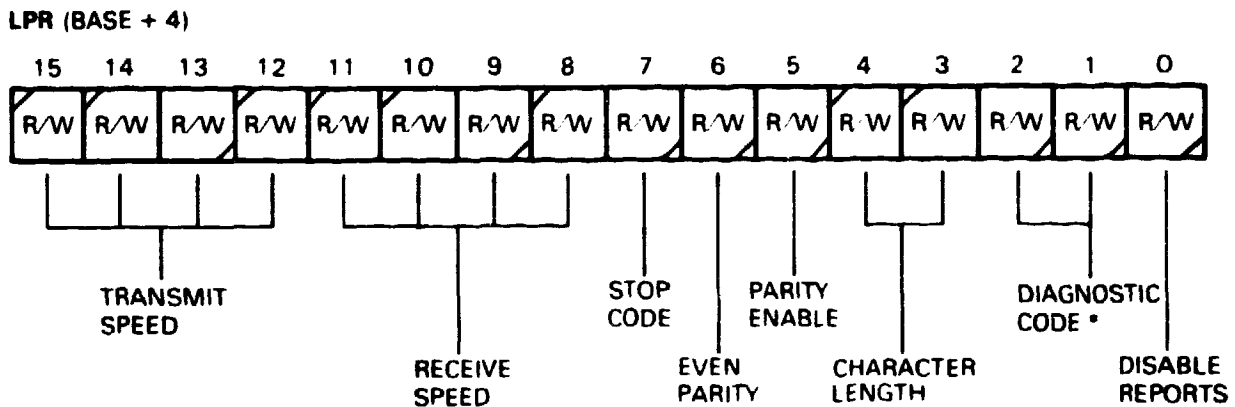 LPR (BASE + 4)
15 14 13 12 11 10 9 8 7 6 5 4 3 2 1 0
R/W R/W R/W R/W R/W R/W R/W R/W R/W R/W R/W R/W R/W R/W R/W R/W
TRANSMIT
SPEED
RECEIVE
SPEED
STOP
CODE
EVEN
PARITY
PARITY
ENABLE
CHARACTER
LENGTH
DIAGNOSTIC
CODE *
DISABLE
REPORTS